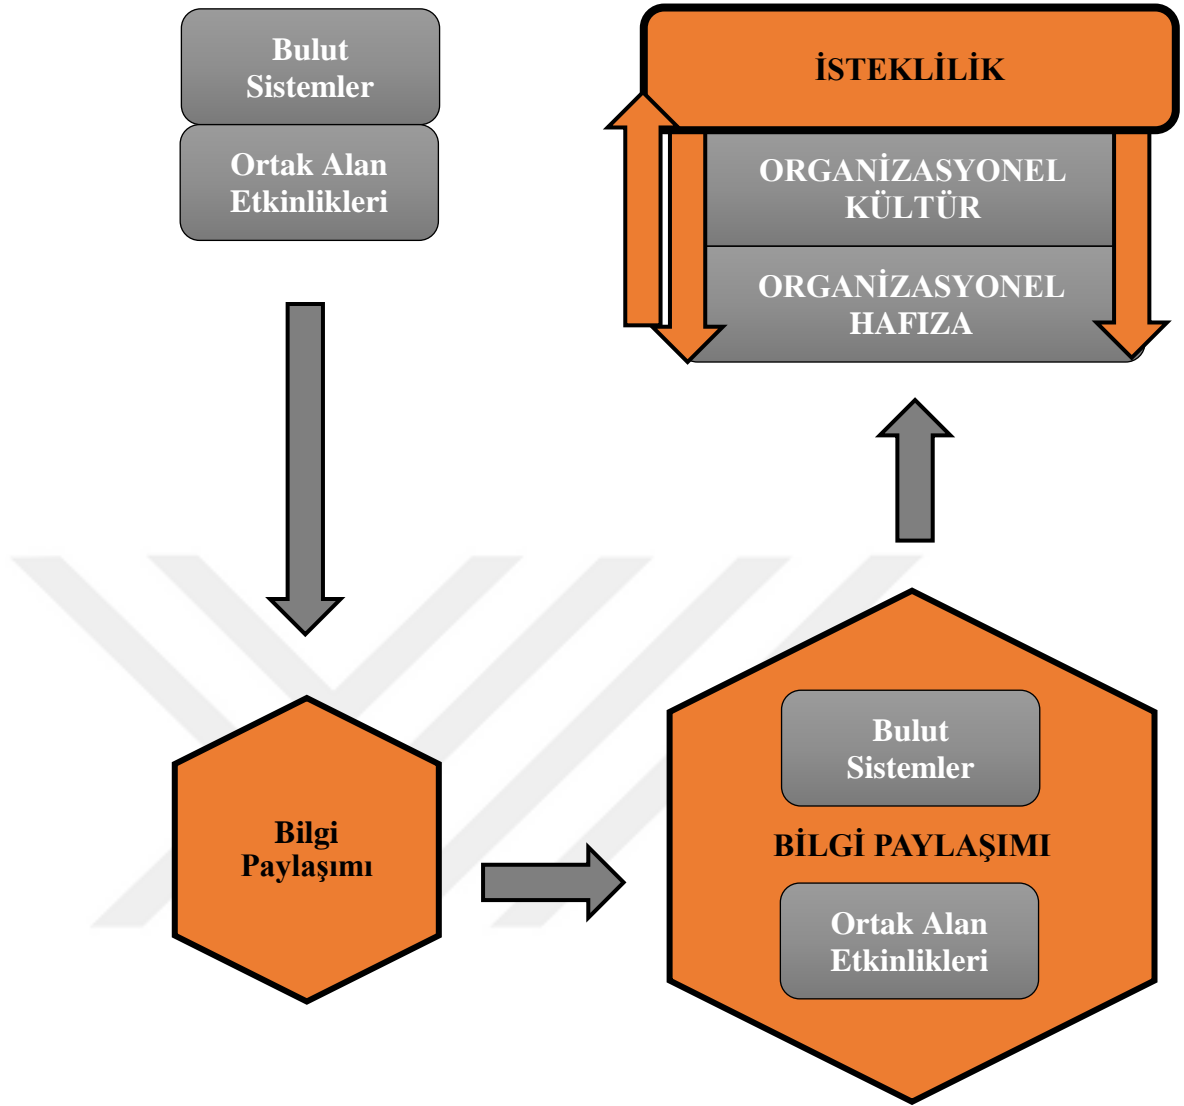 Bulut
Sistemler
Ortak Alan
Etkinlikleri
İSTEKLİLİK
ORGANİZASYONEL
KÜLTÜR
ORGANİZASYONEL
HAFIZA
Bilgi
Paylaşımı
Bulut
Sistemler
BİLGİ PAYLAŞIMI
Ortak Alan
Etkinlikleri